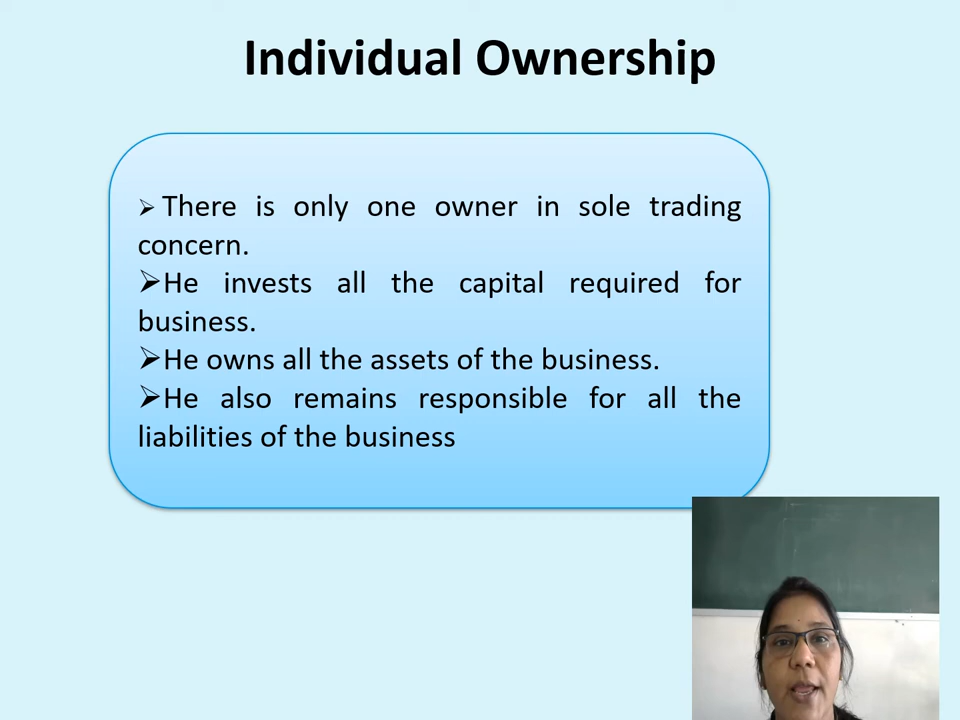 Individual Ownership
➢ There is only one owner in sole trading
concern.
➢He invests all the capital required for
business.
➢He owns all the assets of the business.
➢He also remains responsible for all the
liabilities of the business